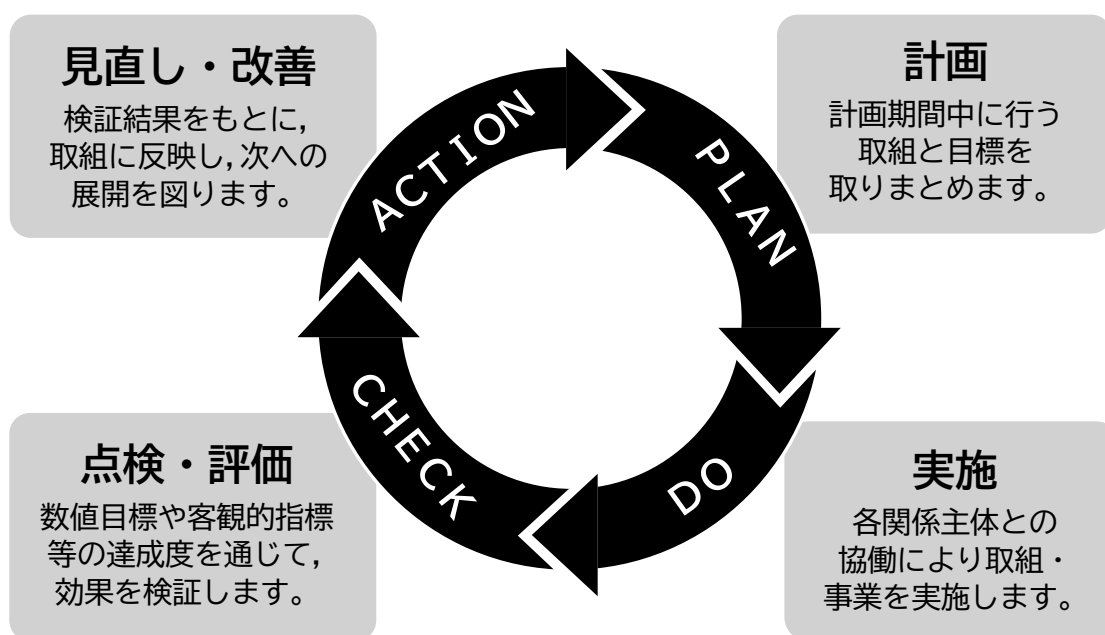 見直し・改善
検証結果をもとに,
取組に反映し,次への
展開を図ります。
ACTION
計画
計画期間中に行う
取組と目標を
取りまとめます。
PLAN
点検・評価
数値目標や客観的指標
等の達成度を通じて,
効果を検証します。
CHECK
実施
各関係主体との
協働により取組・
事業を実施します。
DO